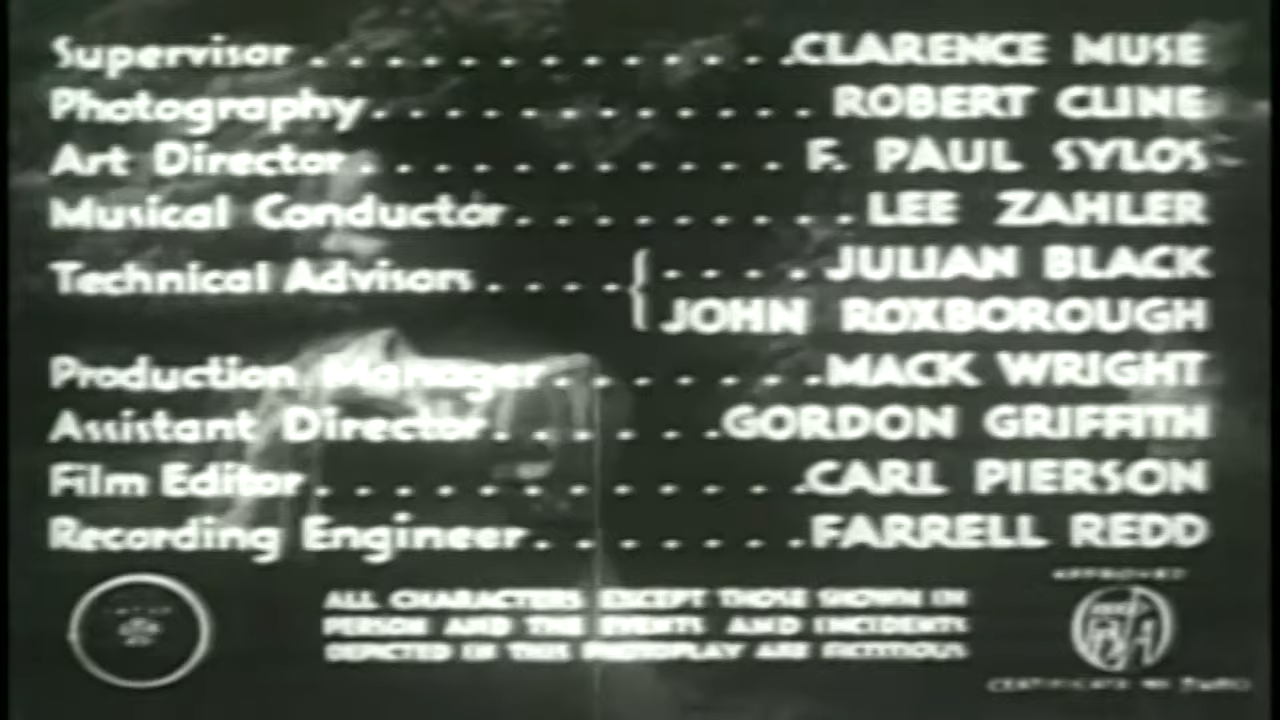 Supervisor . . . . . . . . . . . . . . . CLARENCE MUSE
Photography . . . . . . . . . . . . . ROBERT CLINE
Art Director . . . . . . . . . . . . F. PAUL SYLOS
Musical Conductor . . . . . . . . . . LEE ZAHLER
Technical Advisors . . . . . { . . . . JULIAN BLACK
JOHN ROXBOROUGH
Production Manager . . . . . . . MACK WRIGHT
Assistant Director . . . . . . GORDON GRIFFITH
Film Editor . . . . . . . . . . . . . CARL PIERSON
Recording Engineer . . . . . . . FARRELL REDD
ALL CHARACTERS EXCEPT THOSE SHOWN IN
PERSON AND THE EVENTS AND INCIDENTS
DEPICTED IN THIS PHOTOPLAY ARE FICTITIOUS
APPROVED
CERTIFICATE